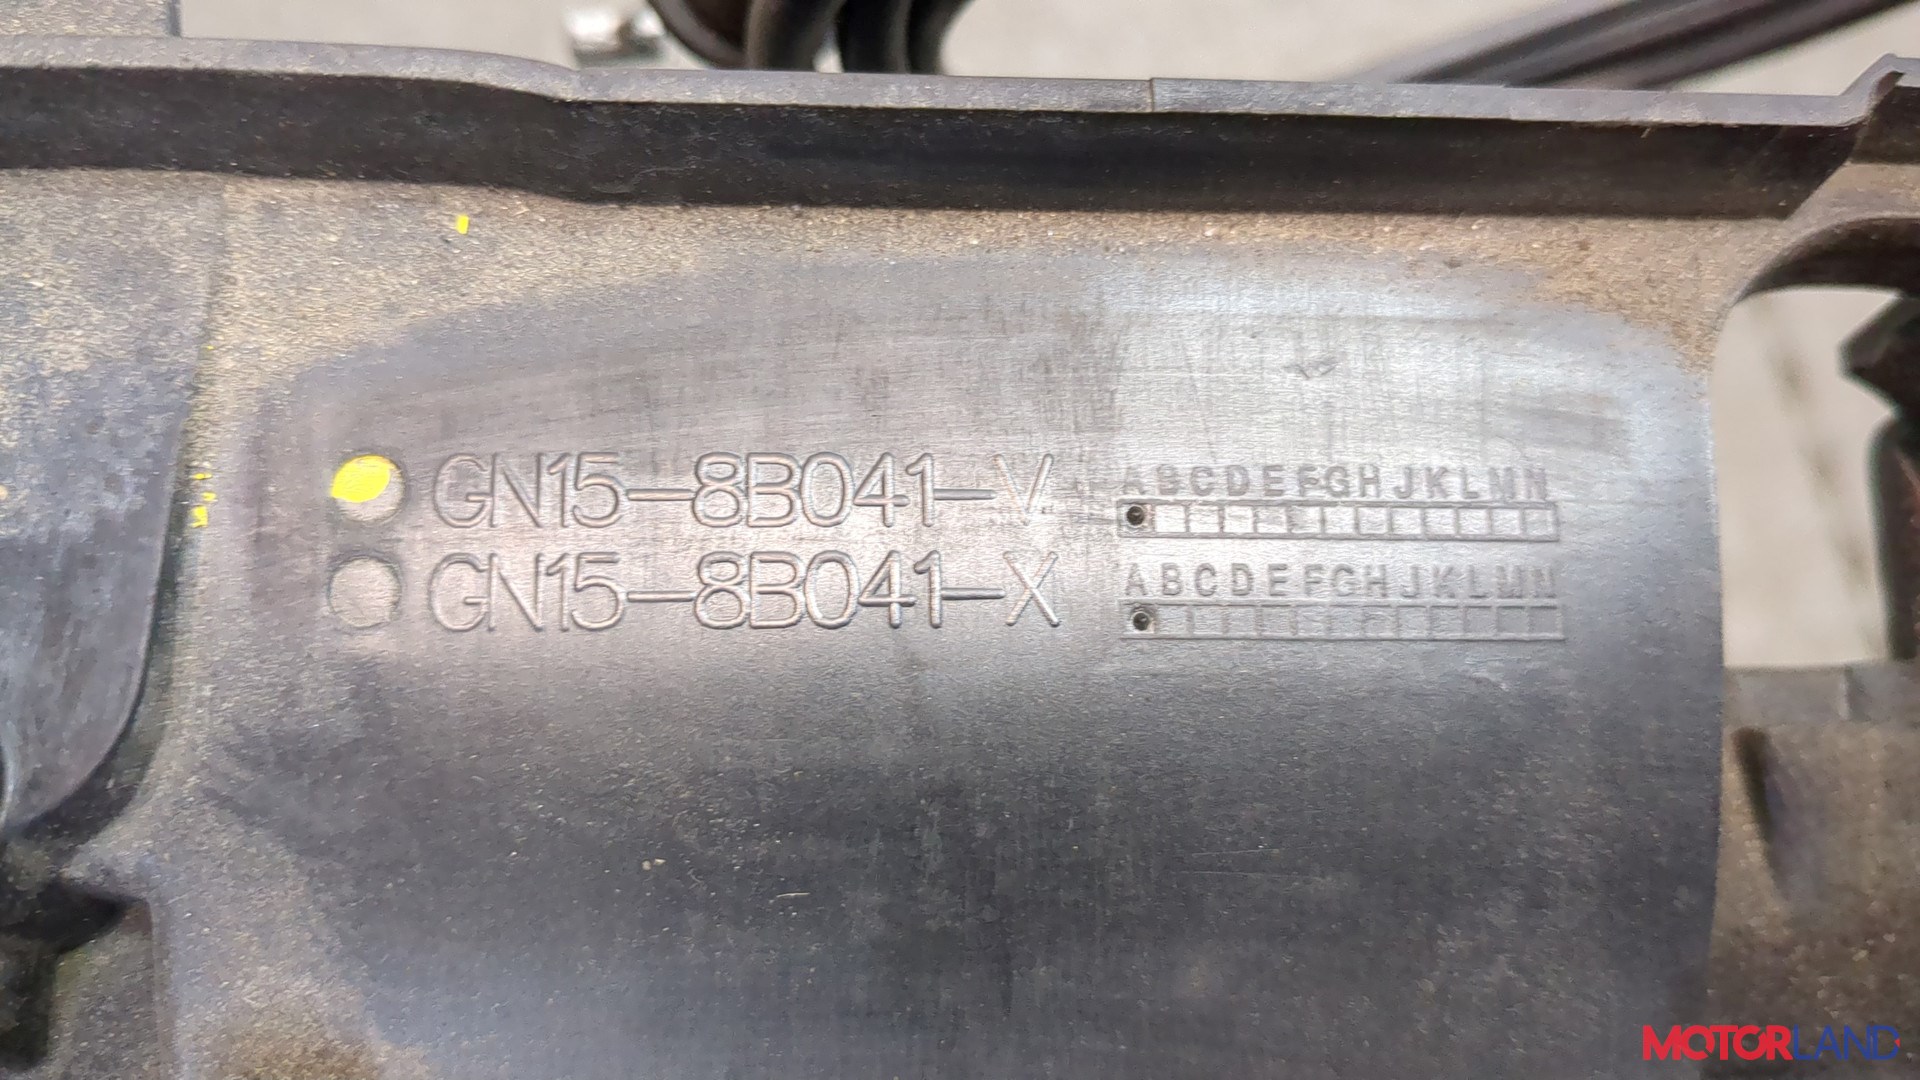 GN15-8B041-V ABCDEFGHJKLMN
GN15-8B041-X ABCDEFGHJKLMN
MOTORLAND